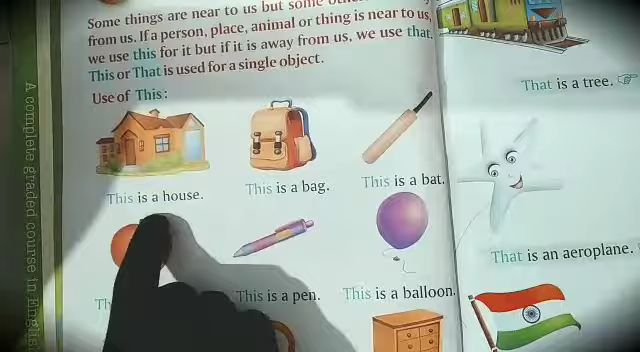 Some things are near to us but some
from us. If a person, place, animal or thing is near to us,
we use this for it but if it is away from us, we use that.
This or That is used for a single object.
Use of This:
This is a house.
This is a bag.
This is a bat.
This is a pen.
This is a balloon.
That is a tree.
That is an aeroplane.
A complete graded course in English